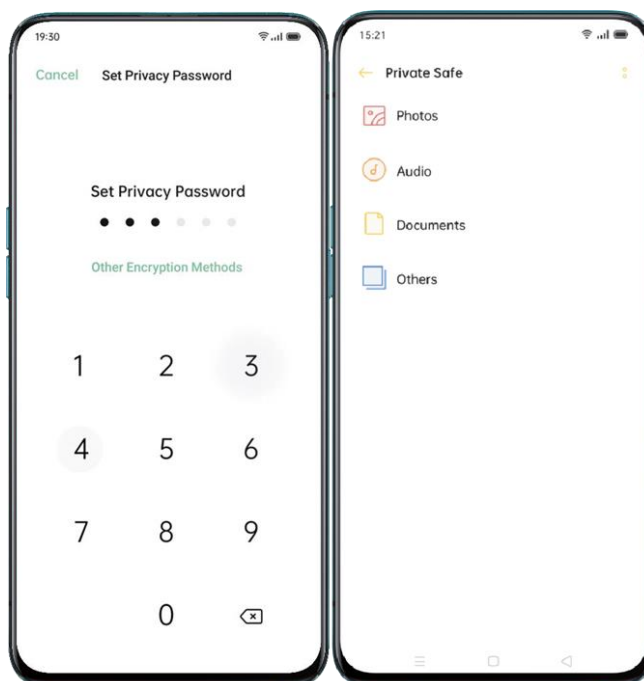 19:30
Cancel Set Privacy Password
Set Privacy Password
Other Encryption Methods
1 2 3
4 5 6
7 8 9
0
15:21
Private Safe
Photos
Audio
Documents
Others